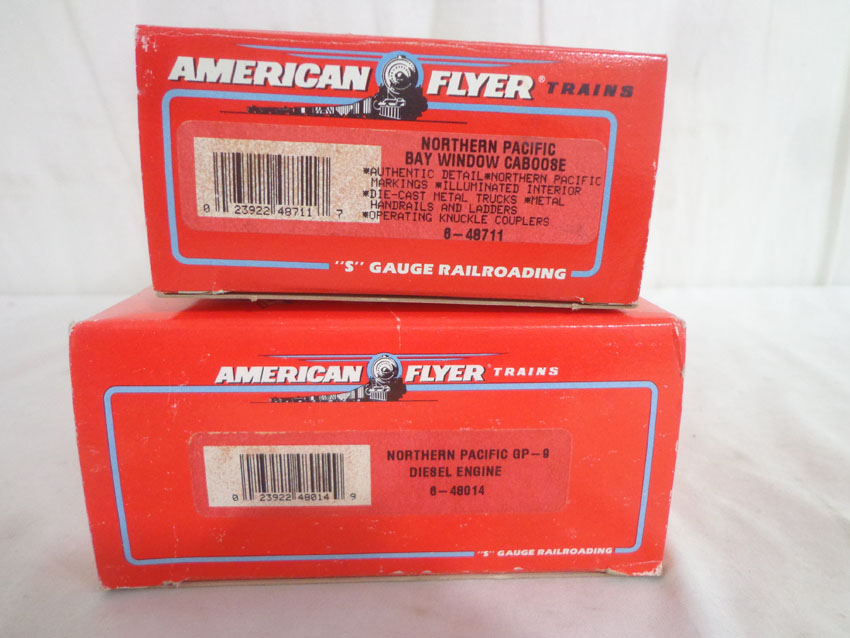 AMERICAN FLYER® TRAINS
NORTHERN PACIFIC
BAY WINDOW CABOOSE
*AUTHENTIC DETAIL*NORTHERN PACIFIC
MARKINGS *ILLUMINATED INTERIOR
*DIE-CAST METAL TRUCKS *METAL
HANDRAILS AND LADDERS
*OPERATING KNUCKLE COUPLERS
6-48711
0 23922 48711 7
"S" GAUGE RAILROADING
AMERICAN FLYER® TRAINS
NORTHERN PACIFIC GP-9
DIESEL ENGINE
6-48014
0 23922 48014 9
"S" GAUGE RAILROADING